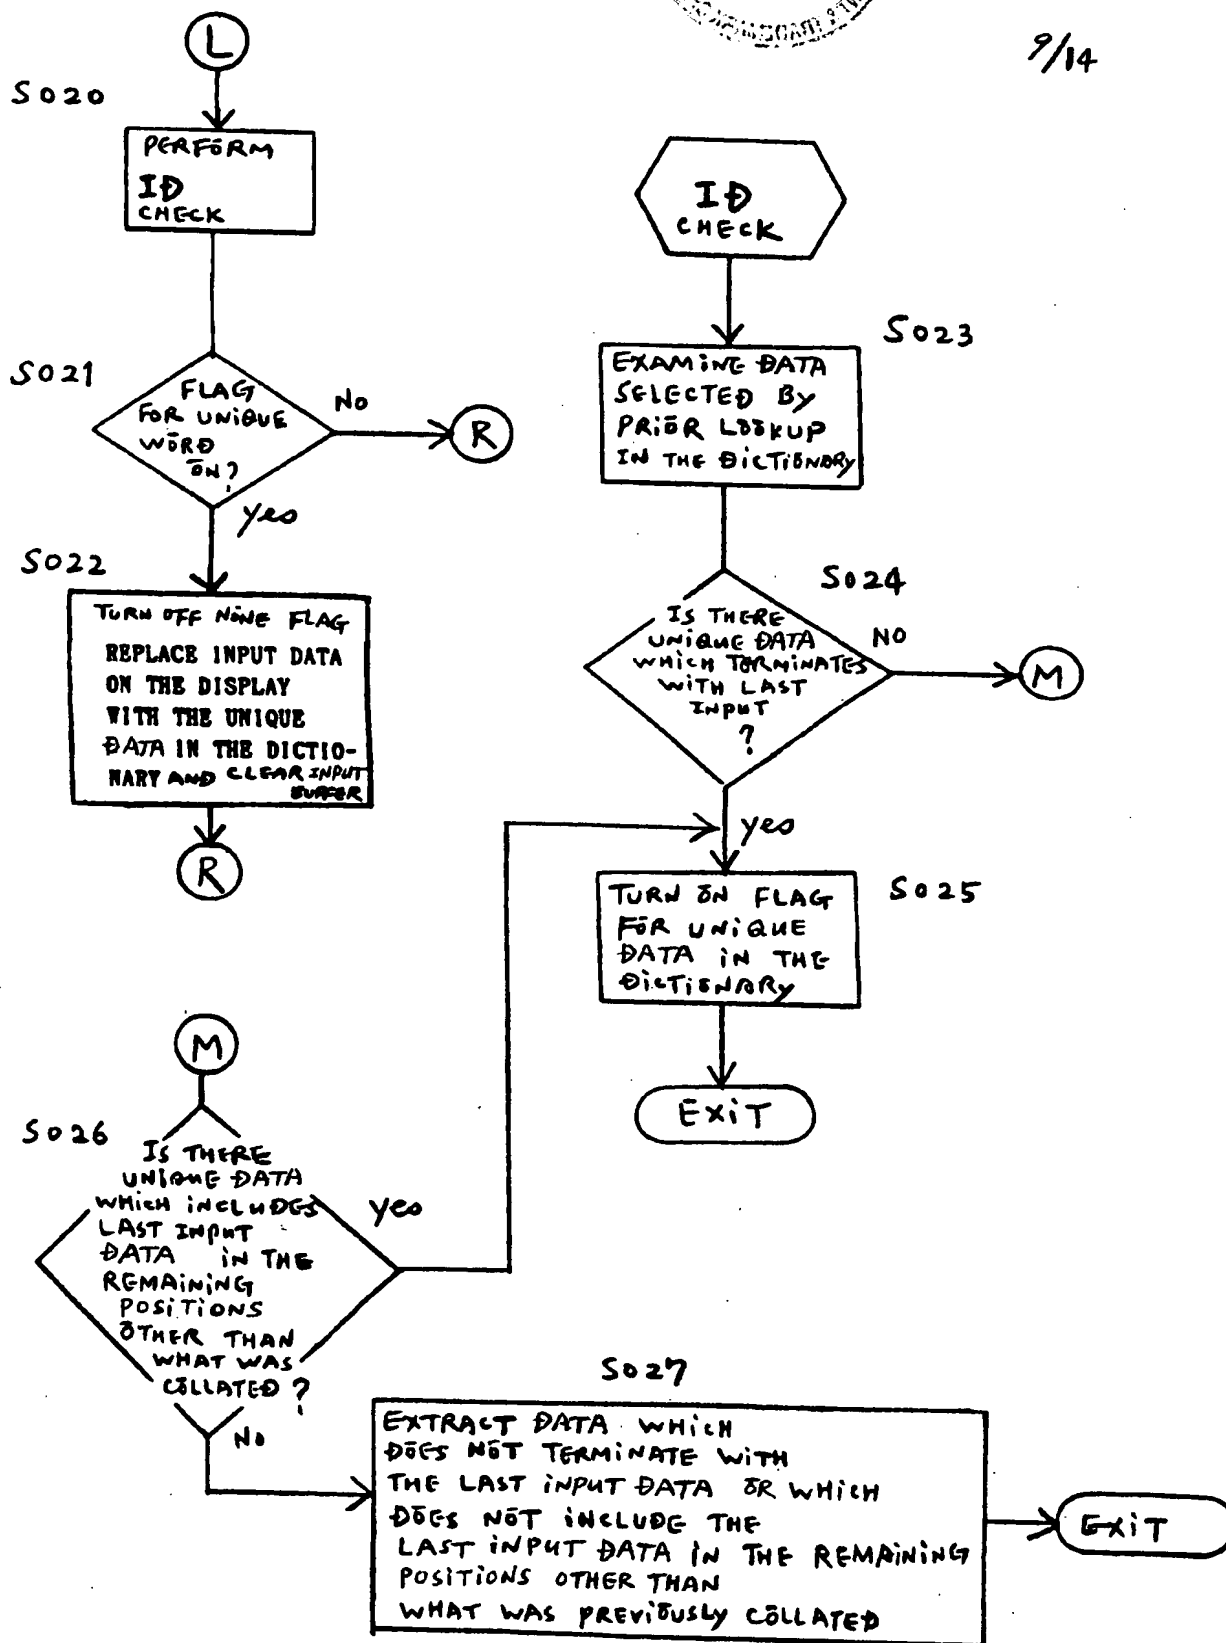 9/14
L
S020
PERFORM
ID
CHECK
S021
FLAG
FOR UNIQUE
WORD
ON?
No
R
yes
S022
TURN OFF NONE FLAG
REPLACE INPUT DATA
ON THE DISPLAY
WITH THE UNIQUE
DATA IN THE DICTIO-
NARY AND CLEAR INPUT
BUFFER
R
ID
CHECK
S023
EXAMINE DATA
SELECTED By
PRIOR LOOKUP
IN THE DICTIONARY
S024
IS THERE
UNIQUE DATA
WHICH TERMINATES
WITH LAST
INPUT
?
NO
M
yes
S025
TURN ON FLAG
FOR UNIQUE
DATA IN THE
DICTIONARY
EXIT
M
S026
IS THERE
UNIQUE DATA
WHICH INCLUDES
LAST INPUT
DATA IN THE
REMAINING
POSITIONS
OTHER THAN
WHAT WAS
COLLATED?
yes
No
S027
EXTRACT DATA WHICH
DOES NOT TERMINATE WITH
THE LAST INPUT DATA OR WHICH
DOES NOT INCLUDE THE
LAST INPUT DATA IN THE REMAINING
POSITIONS OTHER THAN
WHAT WAS PREVIOUSLY COLLATED
EXIT